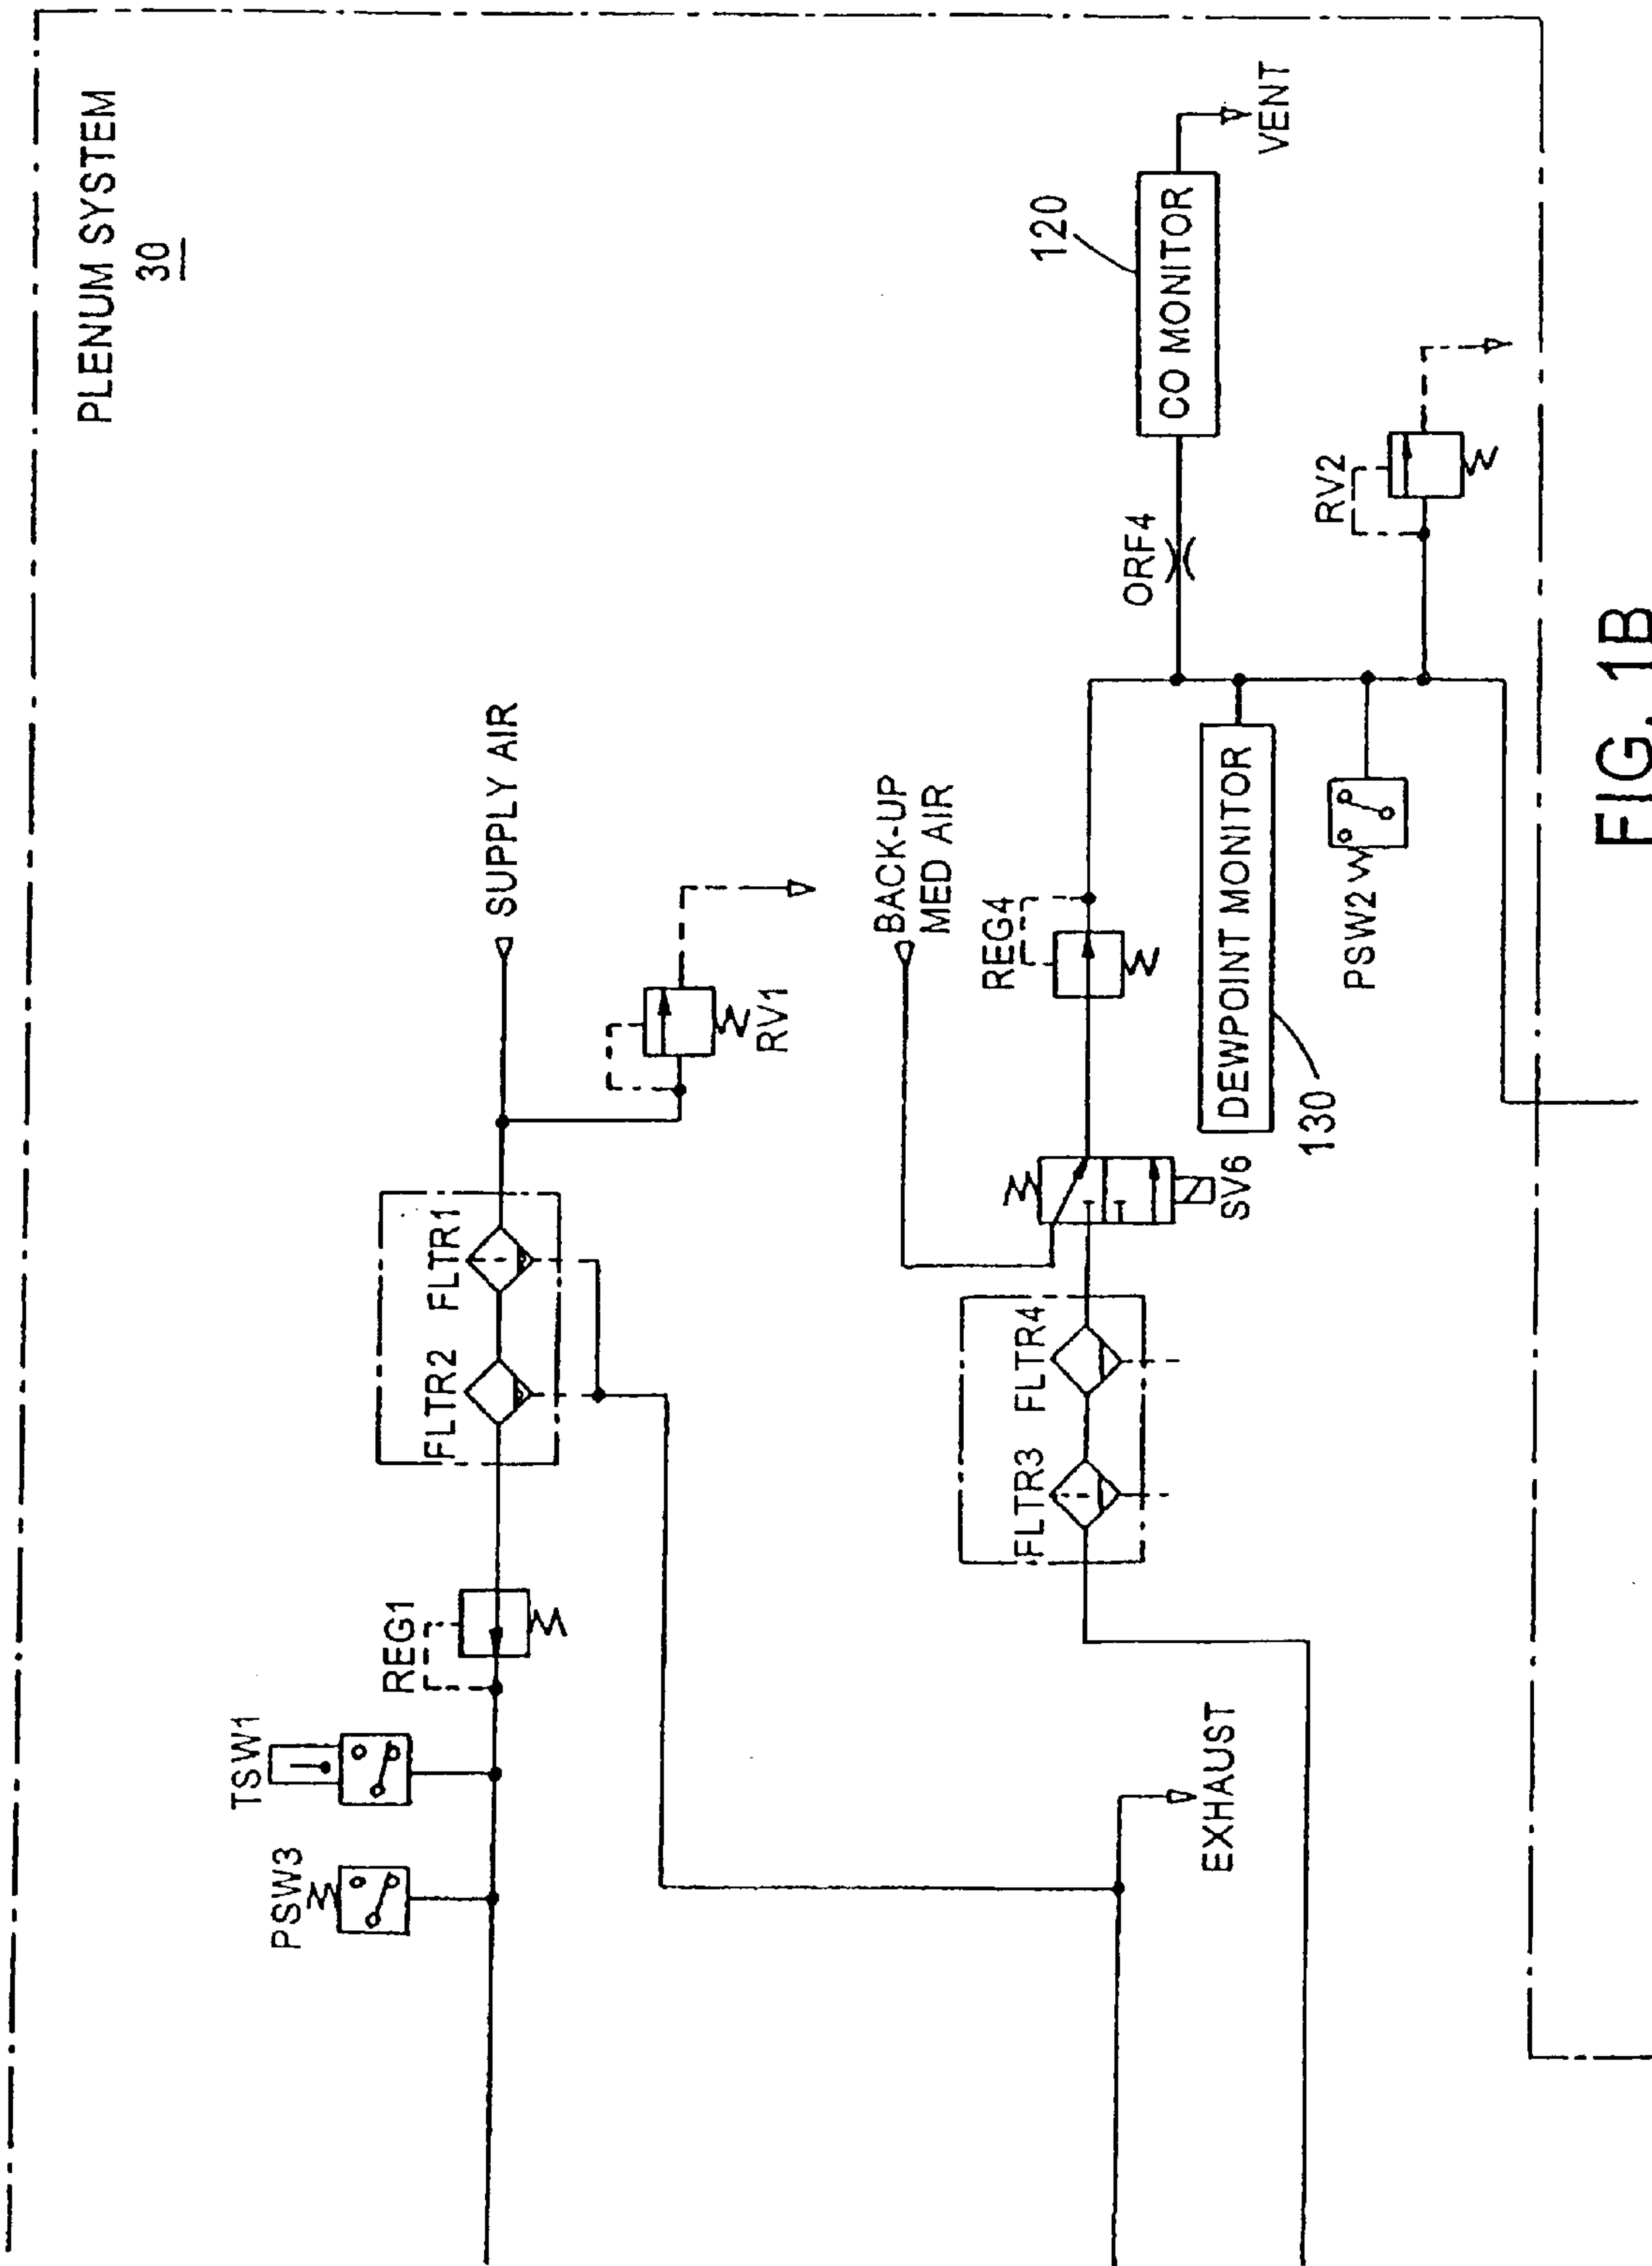 PLENUM SYSTEM
30
SUPPLY AIR
RV1
FLTR1
FLTR2
REG1
TSW1
PSW3
BACK-UP
MED AIR
REG4
SV6
FLTR4
FLTR3
EXHAUST
120
CO MONITOR
VENT
ORF4
RV2
DEWPOINT MONITOR
130
PSW2
FIG. 1B